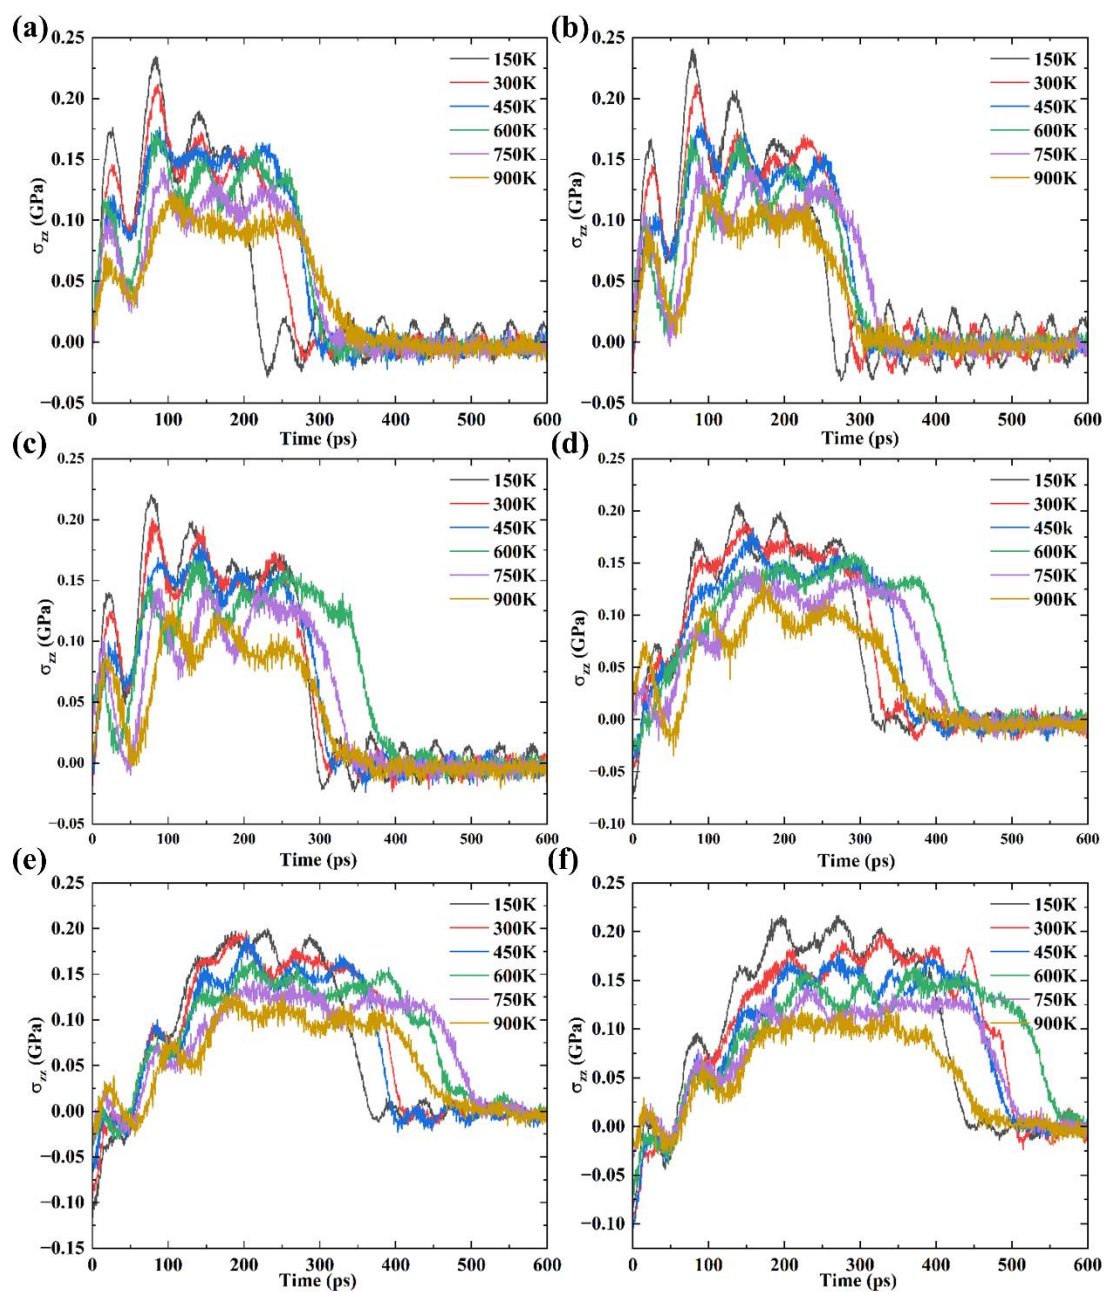 (a)
0.25
0.20
0.15
0.10
0.05
0.00
−0.05
σzz (GPa)
150K
300K
450K
600K
750K
900K
0 100 200 300 400 500 600
Time (ps)
(b)
0.25
0.20
0.15
0.10
0.05
0.00
−0.05
σzz (GPa)
150K
300K
450K
600K
750K
900K
0 100 200 300 400 500 600
Time (ps)
(c)
0.25
0.20
0.15
0.10
0.05
0.00
−0.05
σzz (GPa)
150K
300K
450K
600K
750K
900K
0 100 200 300 400 500 600
Time (ps)
(d)
0.25
0.20
0.15
0.10
0.05
0.00
−0.05
−0.10
σzz (GPa)
150K
300K
450k
600K
750K
900K
0 100 200 300 400 500 600
Time (ps)
(e)
0.25
0.20
0.15
0.10
0.05
0.00
−0.05
−0.10
−0.15
σzz (GPa)
150K
300K
450K
600K
750K
900K
0 100 200 300 400 500 600
Time (ps)
(f)
0.25
0.20
0.15
0.10
0.05
0.00
−0.05
−0.10
σzz (GPa)
150K
300K
450K
600K
750K
900K
0 100 200 300 400 500 600
Time (ps)